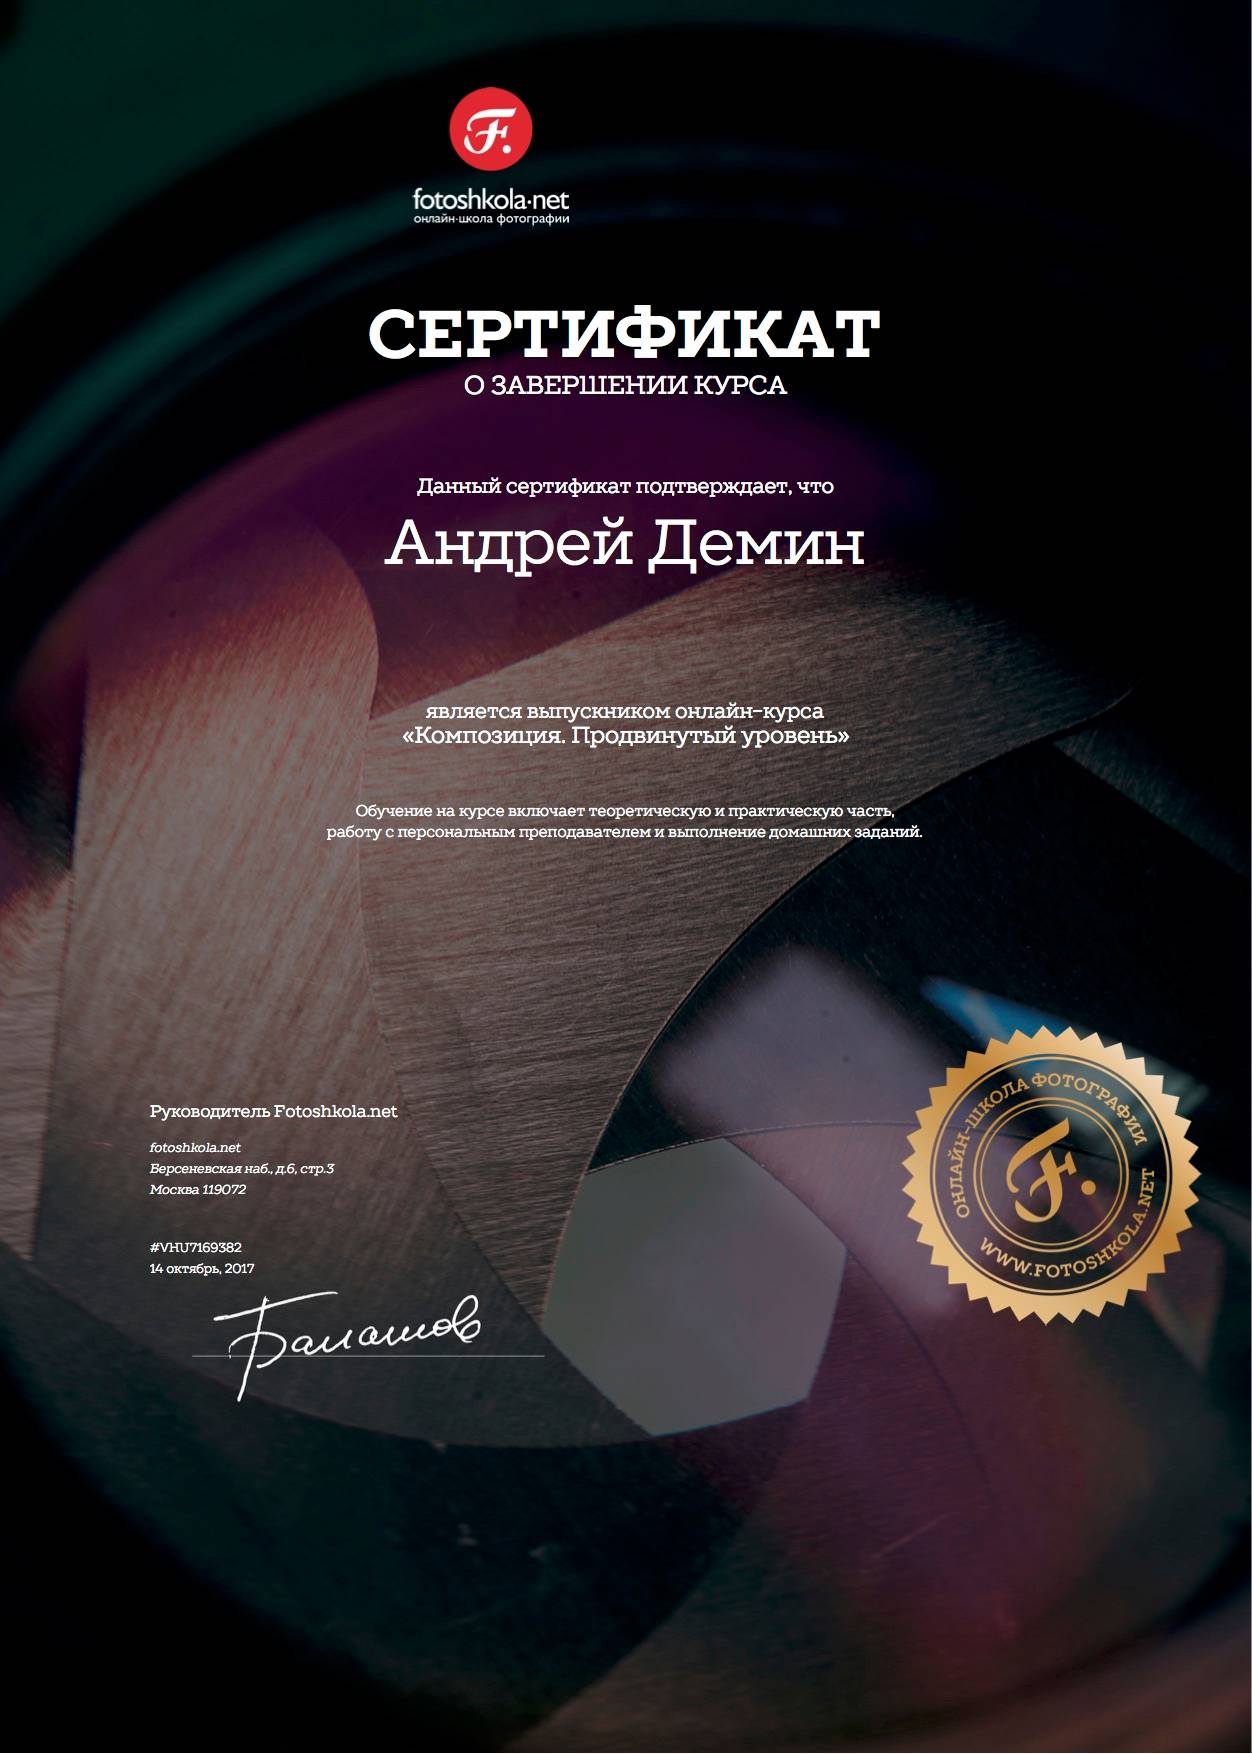 F.
fotoshkola.net
онлайн-школа фотографии
СЕРТИФИКАТ
О ЗАВЕРШЕНИИ КУРСА
Данный сертификат подтверждает, что
Андрей Демин
является выпускником онлайн-курса
«Композиция. Продвинутый уровень»
Обучение на курсе включает теоретическую и практическую часть,
работу с персональным преподавателем и выполнение домашних заданий.
Руководитель Fotoshkola.net
fotoshkola.net
Версеневская наб., д.6, стр.3
Москва 119072
#VHU7169382
14 октябрь, 2017
Балашов
ОНЛАЙН-ШКОЛА ФОТОГРАФИИ
F.
WWW.FOTOSHKOLA.NET